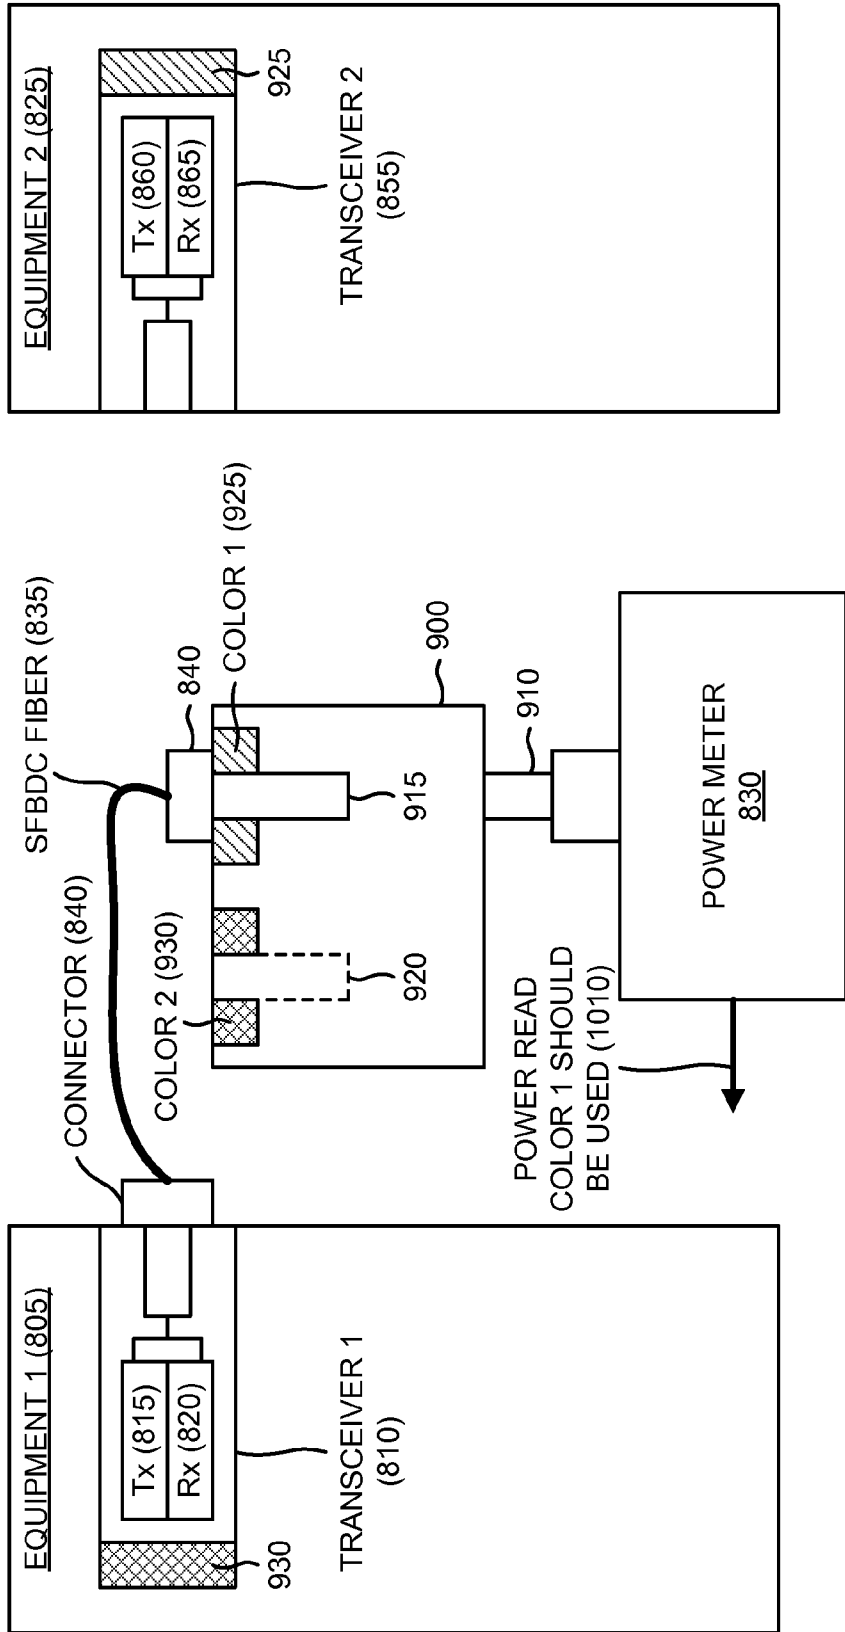 EQUIPMENT 1 (805)
Tx (815)
Rx (820)
930
TRANSCEIVER 1
(810)
CONNECTOR (840)
SFBDC FIBER (835)
840
COLOR 2 (930)
COLOR 1 (925)
920
915
900
910
POWER READ
COLOR 1 SHOULD
BE USED (1010)
POWER METER
830
EQUIPMENT 2 (825)
Tx (860)
Rx (865)
925
TRANSCEIVER 2
(855)